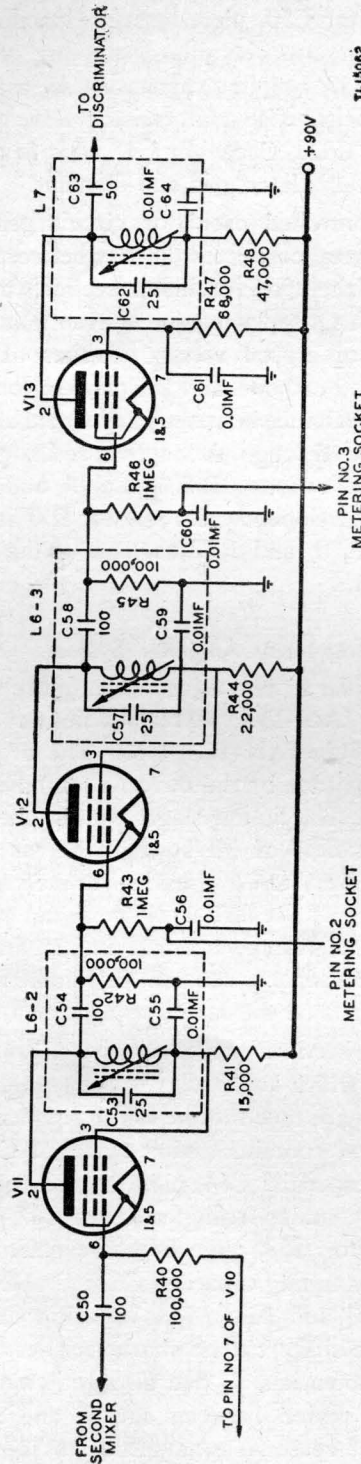 FROM
SECOND
MIXER
C50
100
R40
100,000
TO PIN NO 7 OF V10
V11
2
3
6
1&5
7
L6-2
C53
25
C54
100
R42
100,000
C55
0.01MF
R41
15,000
R43
1MEG
C56
0.01MF
PIN NO.2
METERING SOCKET
V12
2
3
6
1&5
7
L6-3
C57
25
C58
100
R45
100,000
C59
0.01MF
R44
22,000
R46
1MEG
C60
0.01MF
PIN NO.3
METERING SOCKET
V13
2
3
6
1&5
7
C61
0.01MF
R47
68,000
L7
C62
25
C63
50
0.01MF
C64
R48
47,000
TO
DISCRIMINATOR
+90V